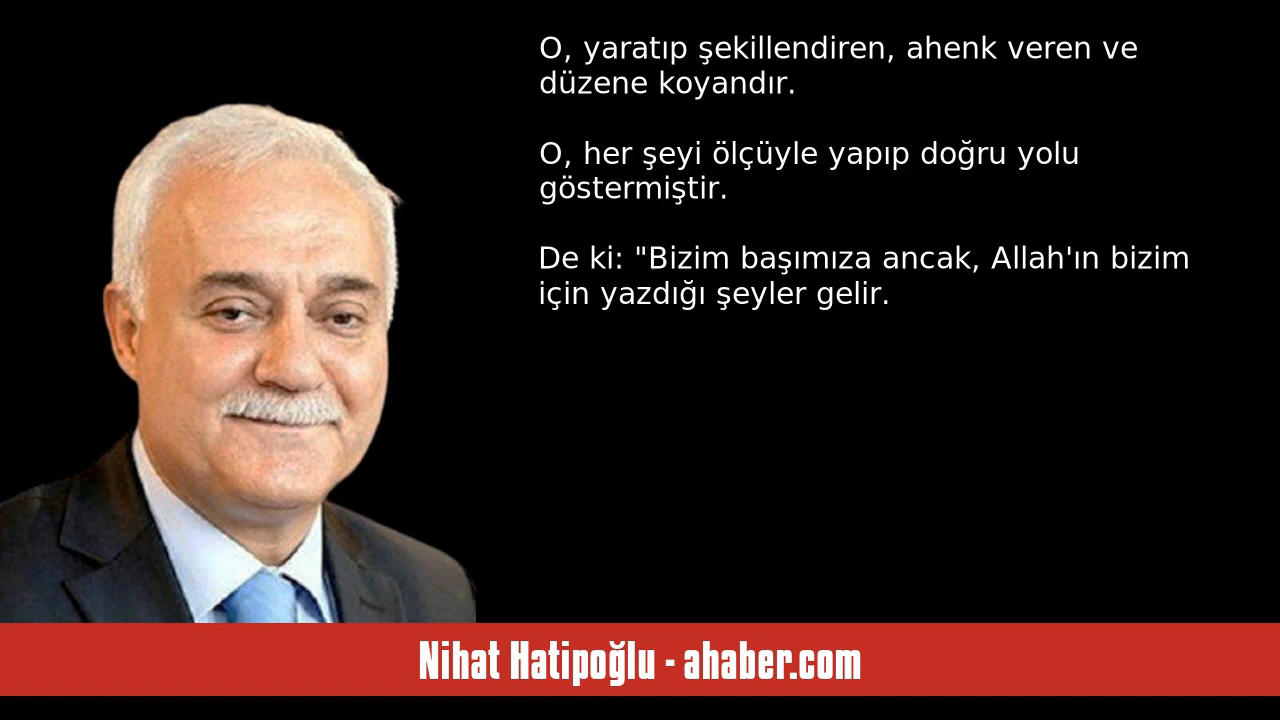 O, yaratıp şekillendiren, ahenk veren ve
düzene koyandır.
O, her şeyi ölçüyle yapıp doğru yolu
göstermiştir.
De ki: "Bizim başımıza ancak, Allah'ın bizim
için yazdığı şeyler gelir.
Nihat Hatipoğlu - ahaber.com